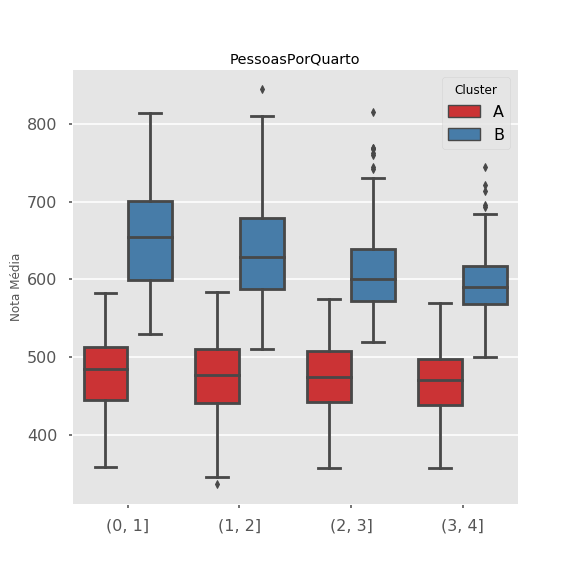 PessoasPorQuarto
Cluster
A
B
800
700
600
500
400
Nota Média
(0, 1]
(1, 2]
(2, 3]
(3, 4]